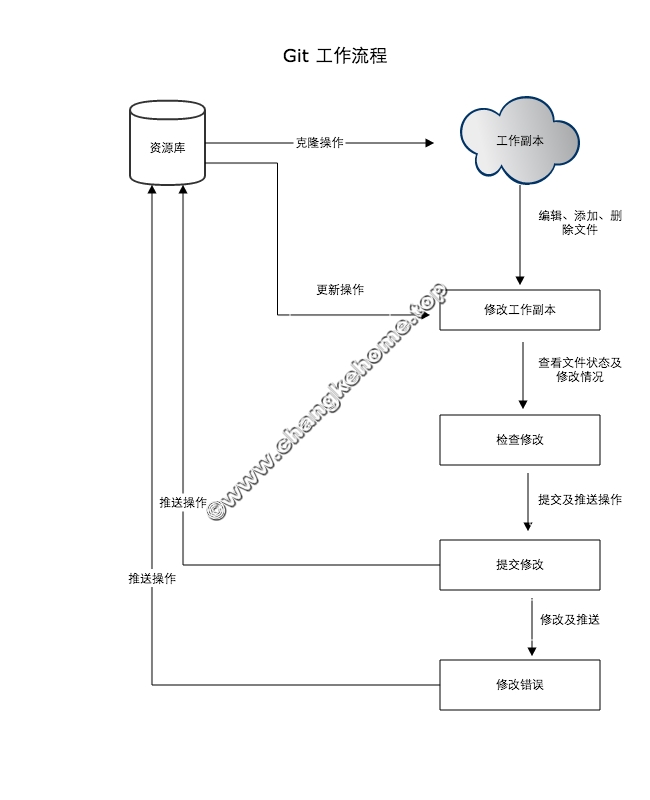 Git 工作流程
资源库
克隆操作
工作副本
编辑、添加、删
除文件
更新操作
修改工作副本
查看文件状态及
修改情况
检查修改
提交及推送操作
推送操作
提交修改
推送操作
修改及推送
修改错误
@www.changkehome.top